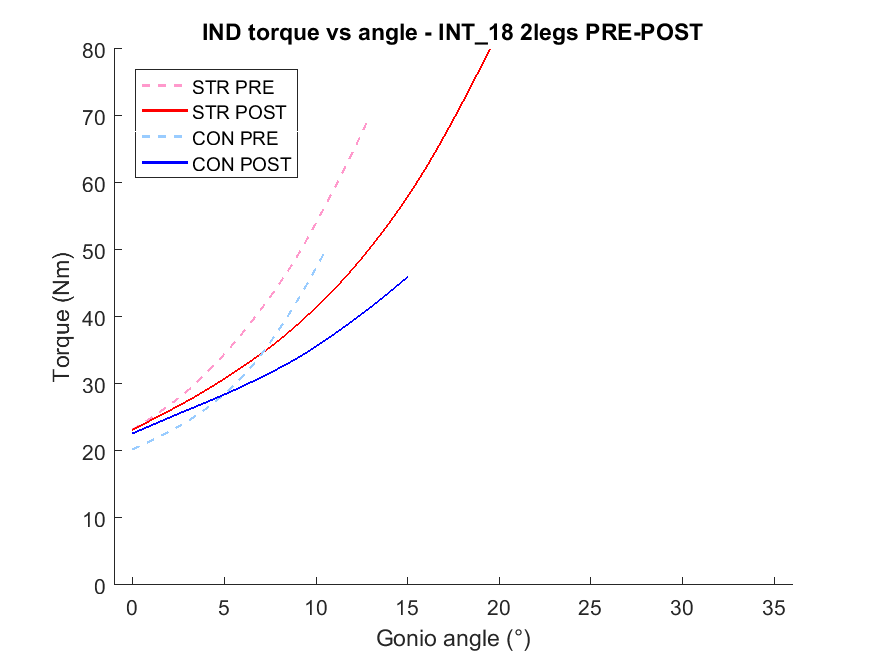 IND torque vs angle - INT_18 2legs PRE-POST
STR PRE
STR POST
CON PRE
CON POST
80
70
60
50
40
30
20
10
0
Torque (Nm)
0 5 10 15 20 25 30 35
Gonio angle (°)